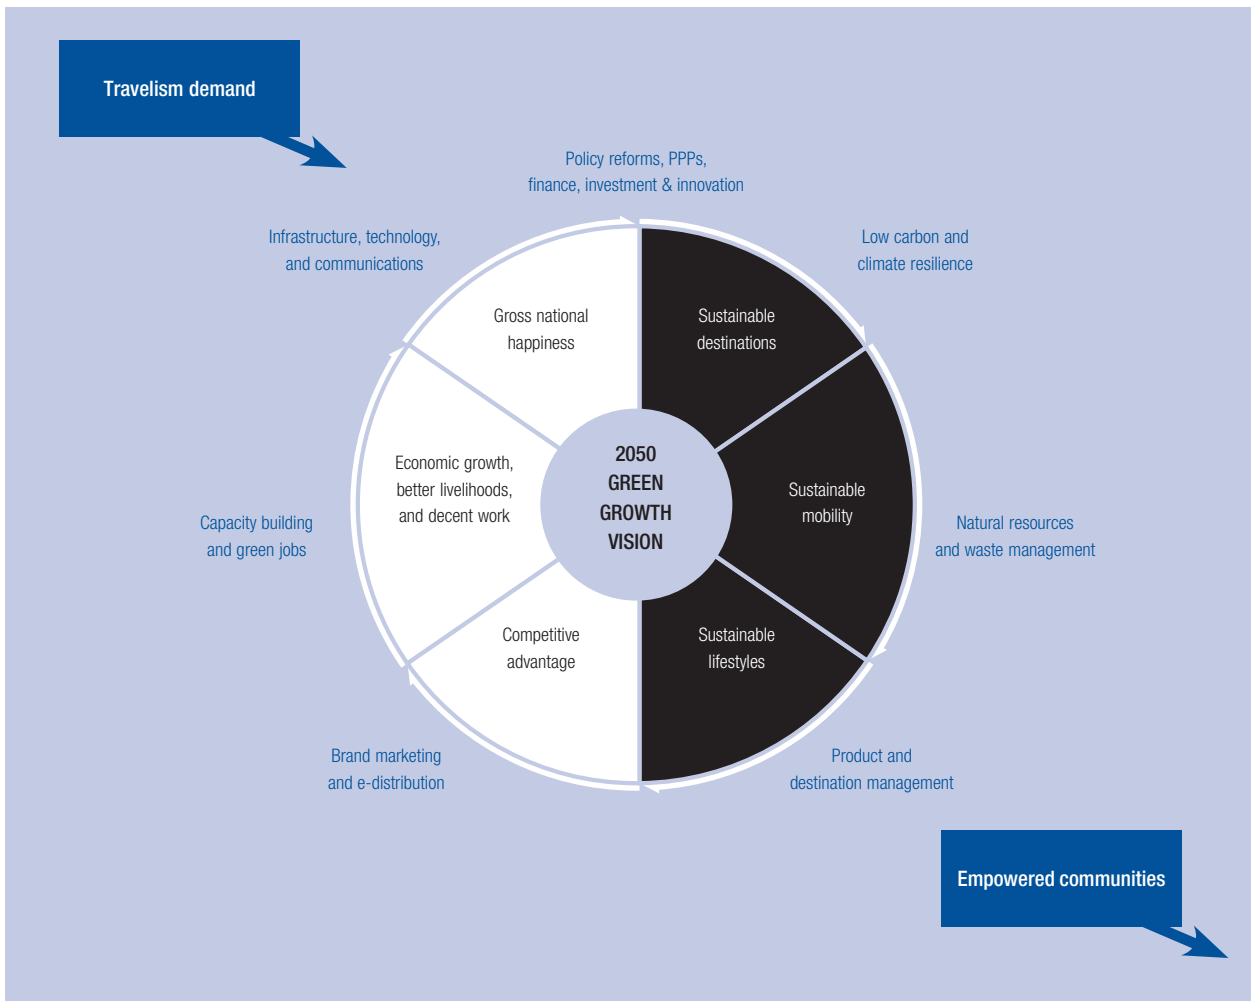 Travelism demand
Policy reforms, PPPs,
finance, investment & innovation
Infrastructure, technology,
and communications
Low carbon and
climate resilience
Gross national
happiness
Sustainable
destinations
Economic growth,
better livelihoods,
and decent work
2050
GREEN
GROWTH
VISION
Sustainable
mobility
Capacity building
and green jobs
Natural resources
and waste management
Competitive
advantage
Sustainable
lifestyles
Brand marketing
and e-distribution
Product and
destination management
Empowered communities